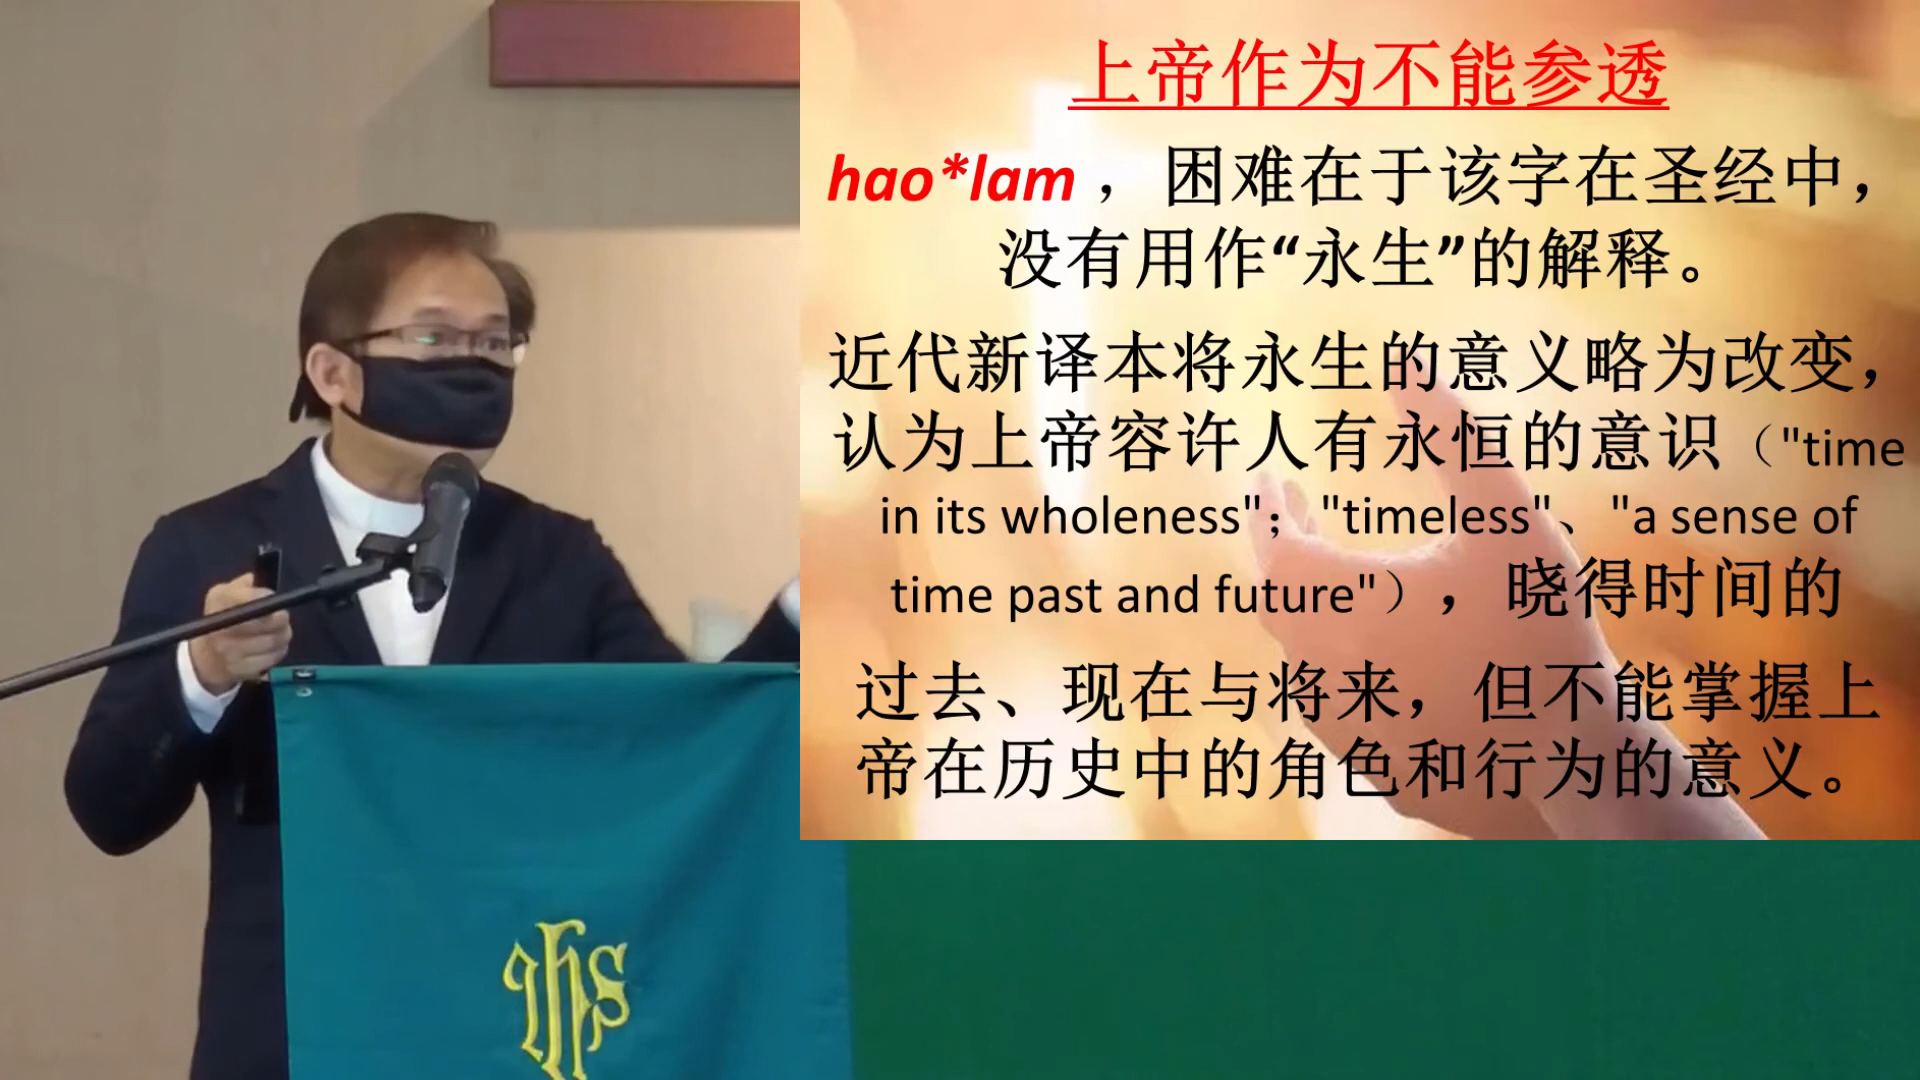 上帝作为不能参透
hao*lam ，困难在于该字在圣经中，
没有用作“永生”的解释。
近代新译本将永生的意义略为改变，
认为上帝容许人有永恒的意识（"time
in its wholeness"；"timeless"、"a sense of
time past and future"），晓得时间的
过去、现在与将来，但不能掌握上
帝在历史中的角色和行为的意义。
IHS